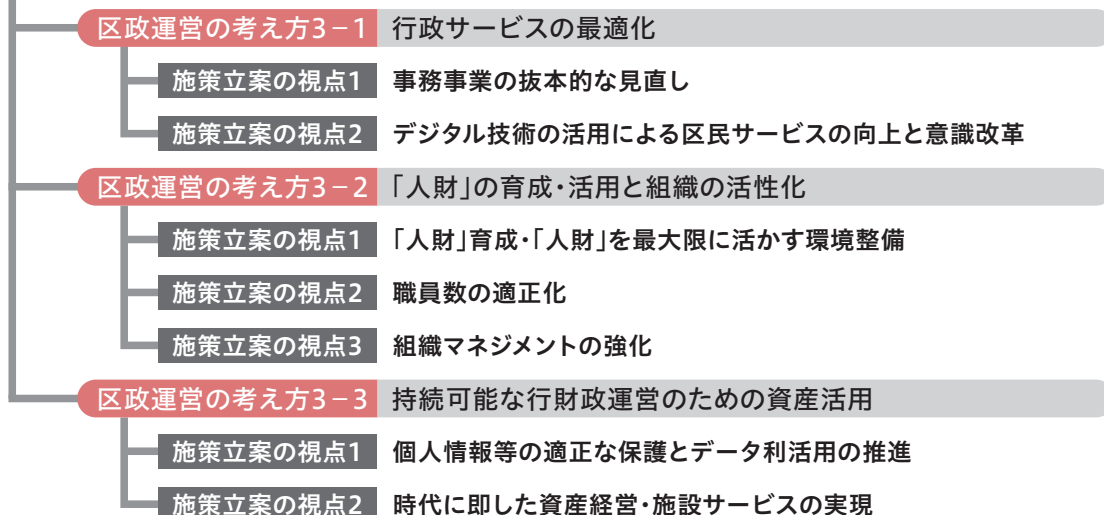 区政運営の考え方3－1 行政サービスの最適化
施策立案の視点1 事務事業の抜本的な見直し
施策立案の視点2 デジタル技術の活用による区民サービスの向上と意識改革
区政運営の考え方3－2 「人財」の育成・活用と組織の活性化
施策立案の視点1 「人財」育成・「人財」を最大限に活かす環境整備
施策立案の視点2 職員数の適正化
施策立案の視点3 組織マネジメントの強化
区政運営の考え方3－3 持続可能な行財政運営のための資産活用
施策立案の視点1 個人情報等の適正な保護とデータ利活用の推進
施策立案の視点2 時代に即した資産経営・施設サービスの実現